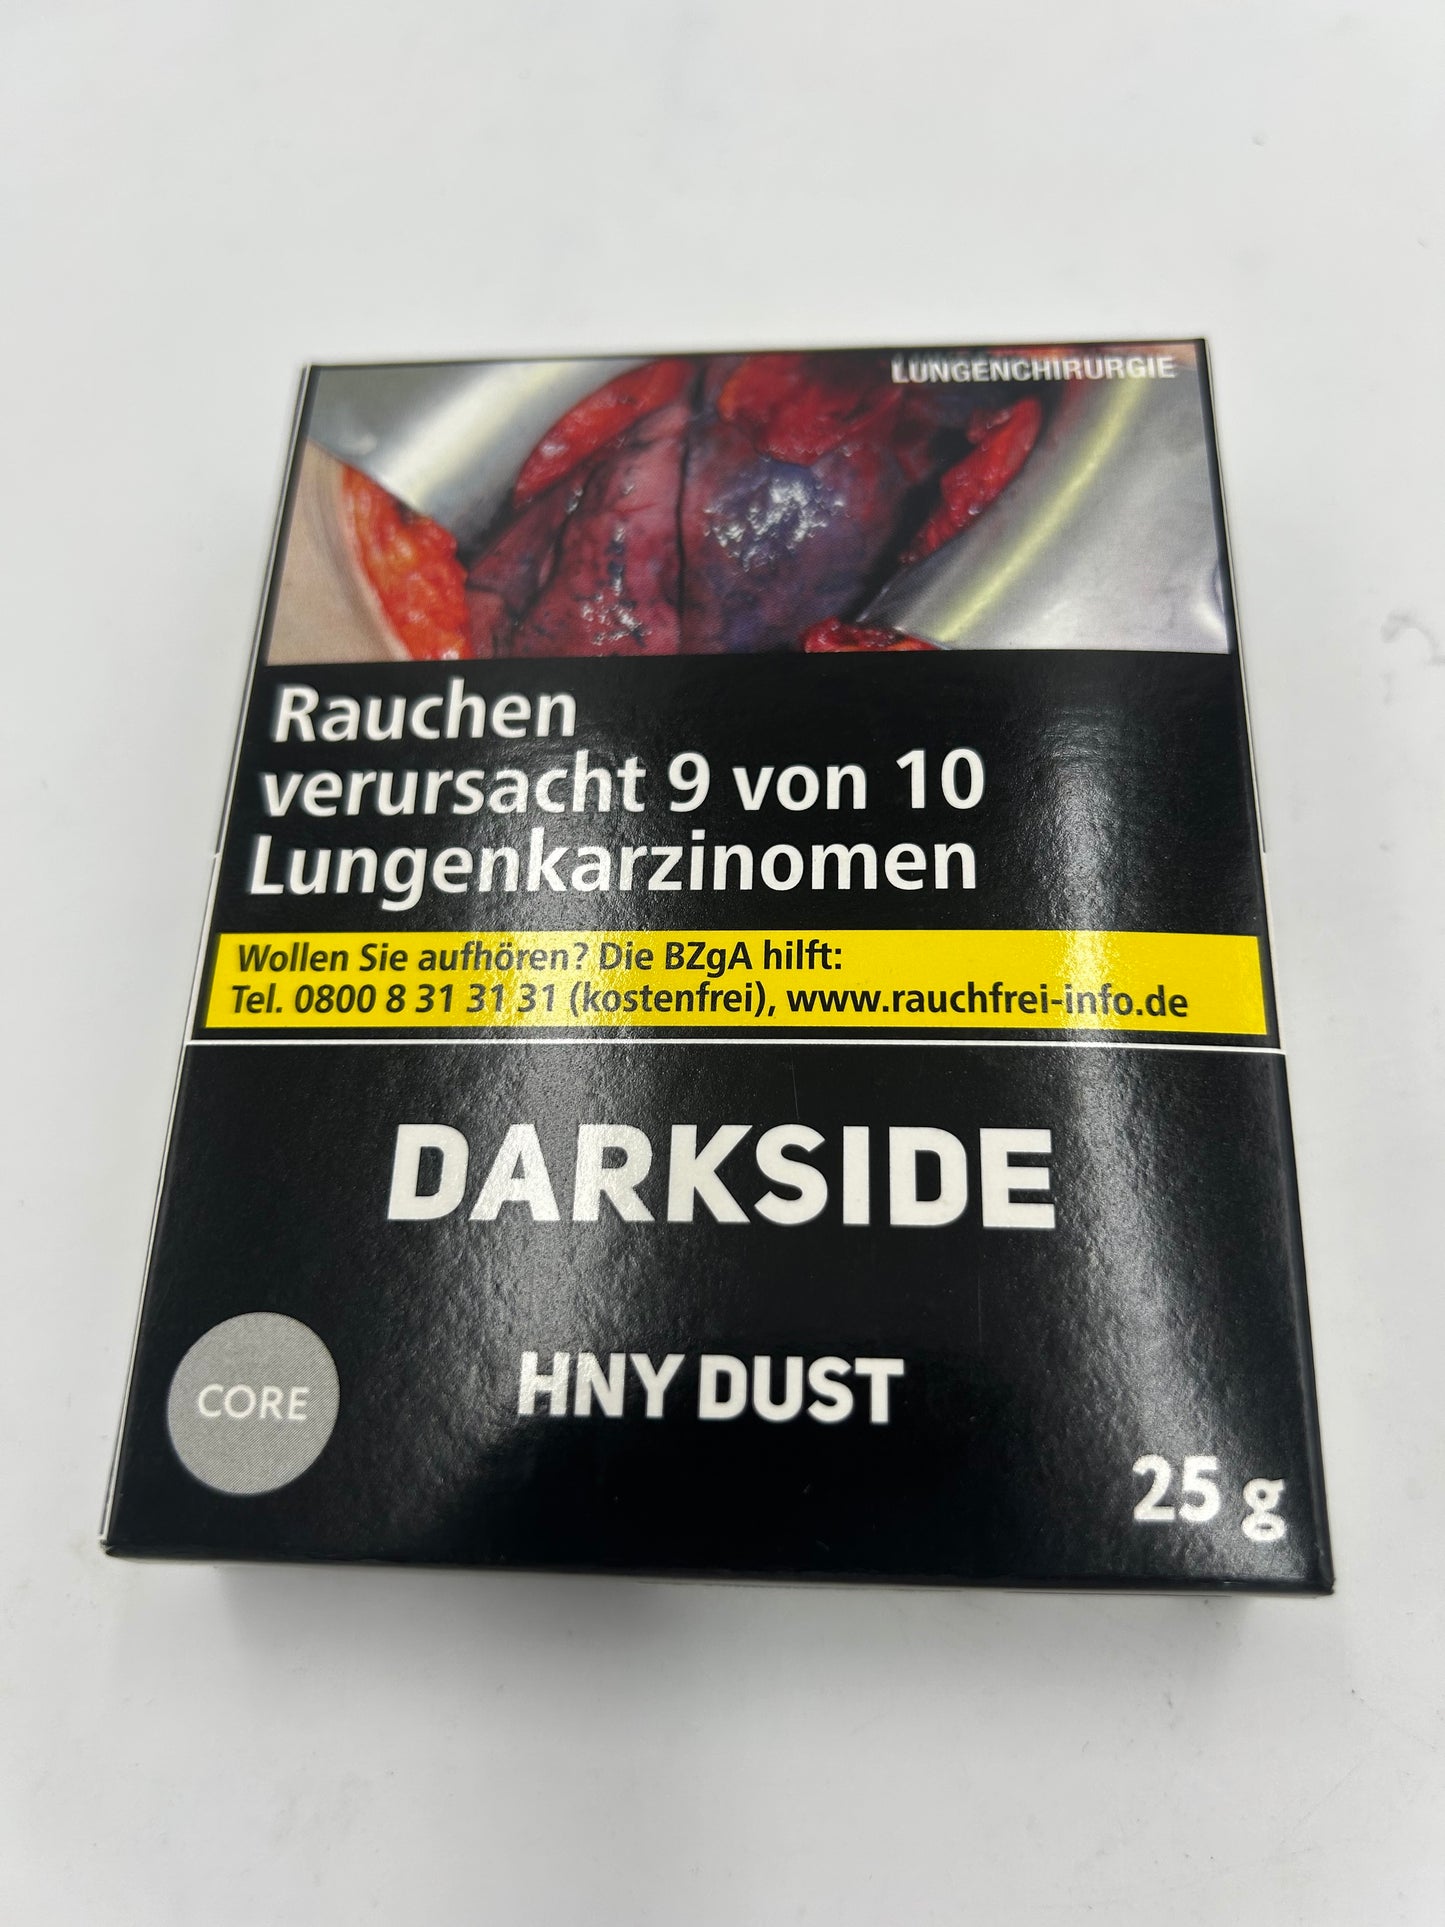 LUNGENCHIRURGIE
Rauchen
verursacht 9 von 10
Lungenkarzinomen
Wollen Sie aufhören? Die BZgA hilft:
Tel. 0800 8 31 31 31 (kostenfrei), www.rauchfrei-info.de
DARKSIDE
HNY DUST
CORE
25 g